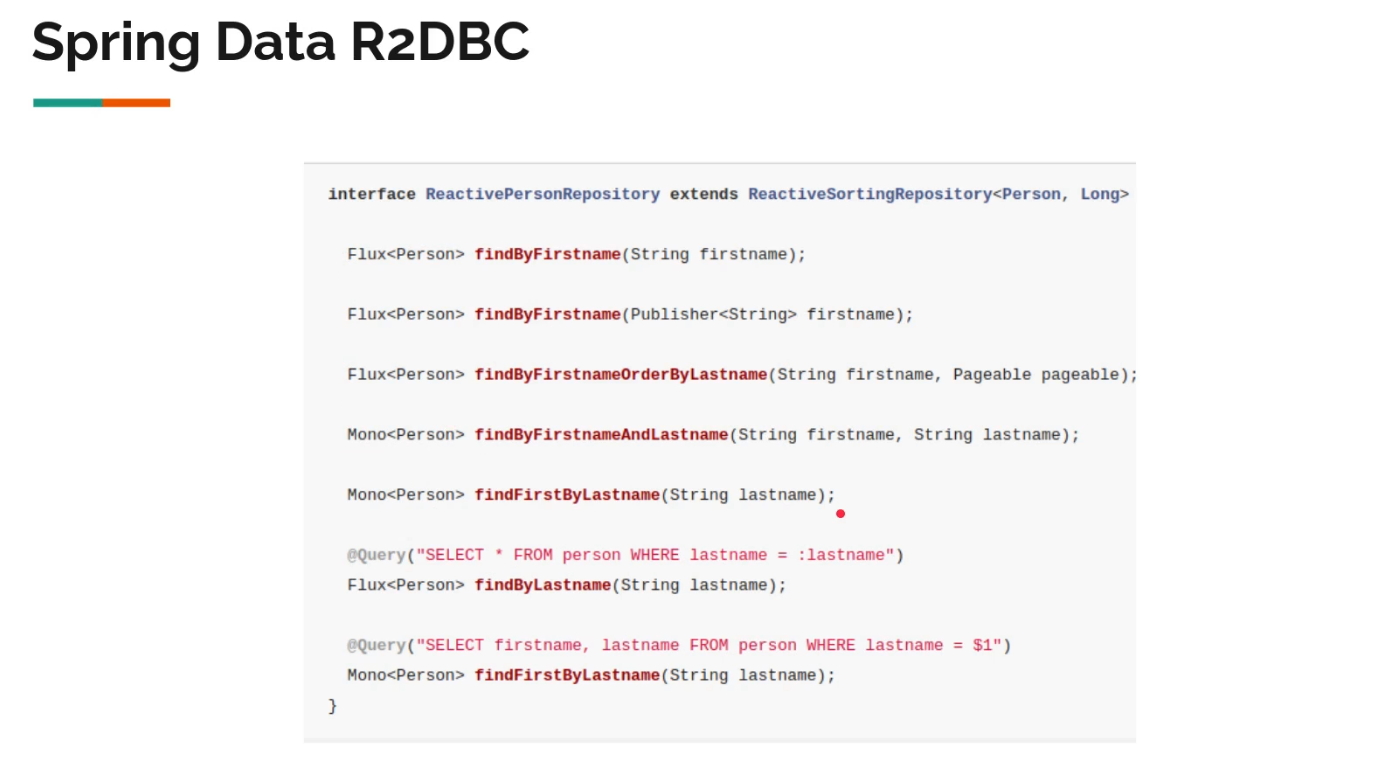 Spring Data R2DBC
interface ReactivePersonRepository extends ReactiveSortingRepository<Person, Long>
Flux<Person> findByFirstname(String firstname);
Flux<Person> findByFirstname(Publisher<String> firstname);
Flux<Person> findByFirstnameOrderByLastname(String firstname, Pageable pageable);
Mono<Person> findByFirstnameAndLastname(String firstname, String lastname);
Mono<Person> findFirstByLastname(String lastname);
@Query("SELECT * FROM person WHERE lastname = :lastname")
Flux<Person> findByLastname(String lastname);
@Query("SELECT firstname, lastname FROM person WHERE lastname = $1")
Mono<Person> findFirstByLastname(String lastname);
}